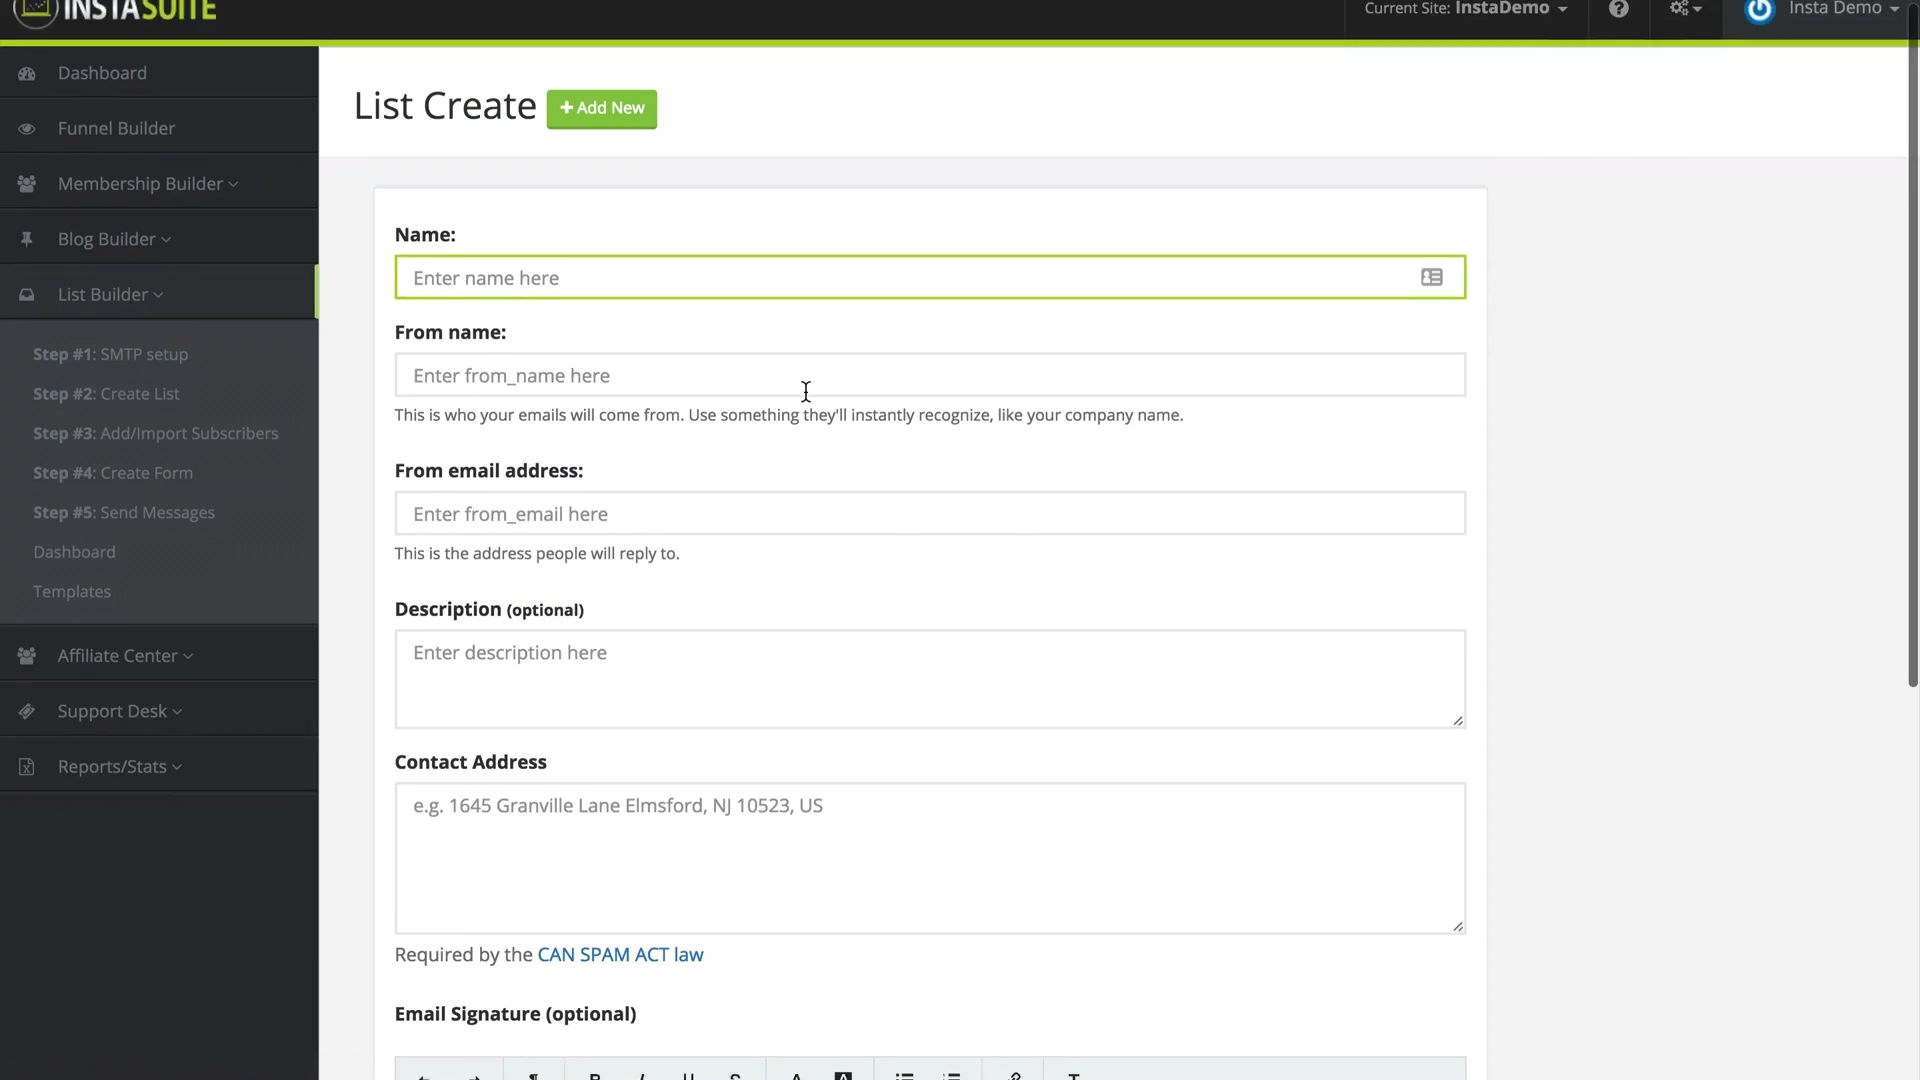 INSTASUITE
Current Site: InstaDemo
Insta Demo
Dashboard
Funnel Builder
Membership Builder
Blog Builder
List Builder
Step #1: SMTP setup
Step #2: Create List
Step #3: Add/Import Subscribers
Step #4: Create Form
Step #5: Send Messages
Dashboard
Templates
Affiliate Center
Support Desk
Reports/Stats
List Create
+ Add New
Name:
Enter name here
From name:
Enter from_name here
This is who your emails will come from. Use something they'll instantly recognize, like your company name.
From email address:
Enter from_email here
This is the address people will reply to.
Description (optional)
Enter description here
Contact Address
e.g. 1645 Granville Lane Elmsford, NJ 10523, US
Required by the CAN SPAM ACT law
Email Signature (optional)